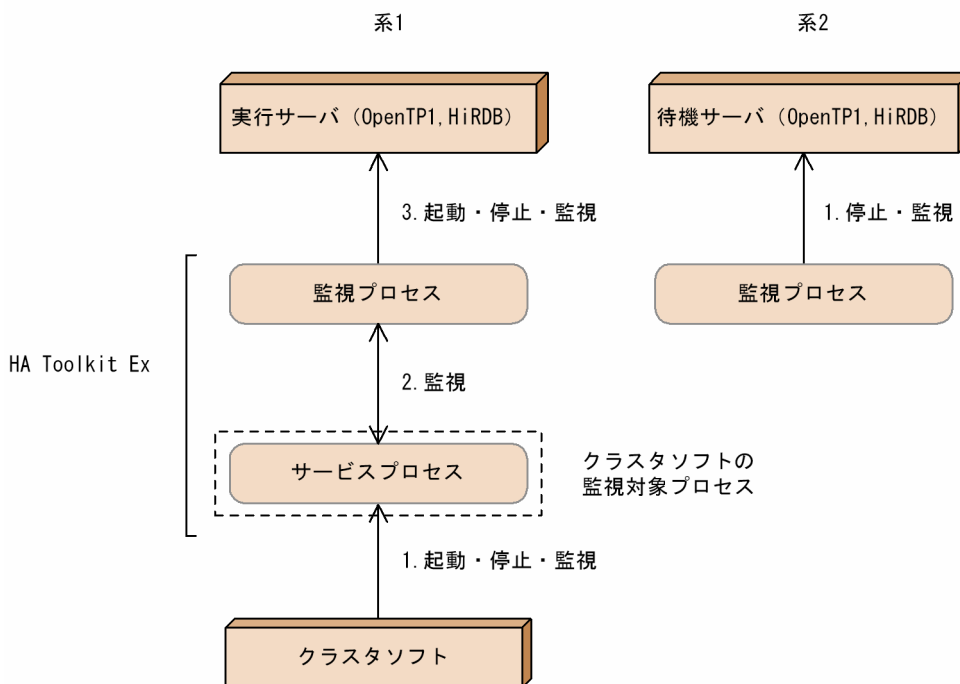 系1
系2
実行サーバ（OpenTP1,HiRDB）
待機サーバ（OpenTP1,HiRDB）
3.起動・停止・監視
1.停止・監視
監視プロセス
監視プロセス
HA Toolkit Ex
2.監視
サービスプロセス
クラスタソフトの
監視対象プロセス
1.起動・停止・監視
クラスタソフト